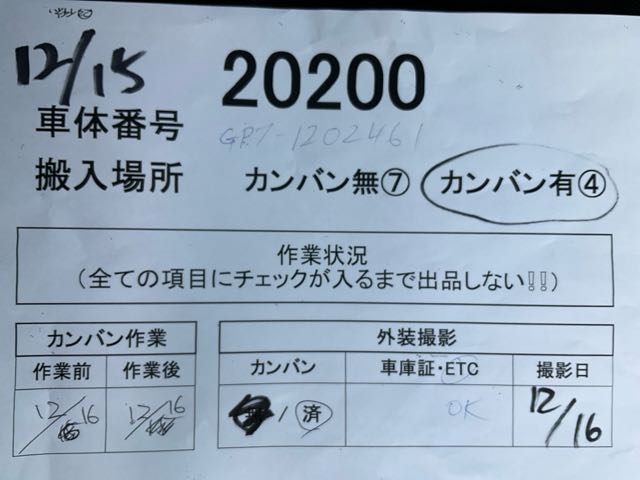 12/15
20200
車体番号 GP7-1202461
搬入場所 カンバン無⑦ カンバン有④
作業状況
(全ての項目にチェックが入るまで出品しない!!)
カンバン作業 外装撮影
作業前 作業後 カンバン 車庫証・ETC 撮影日
12/16 12/16 / 済 OK 12/16